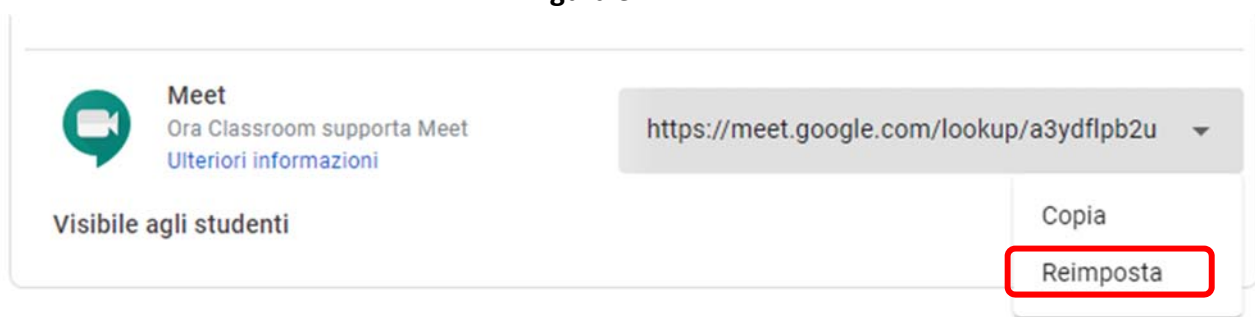 Meet
Ora Classroom supporta Meet
Ulteriori informazioni
https://meet.google.com/lookup/a3ydflpb2u
Visibile agli studenti
Copia
Reimposta